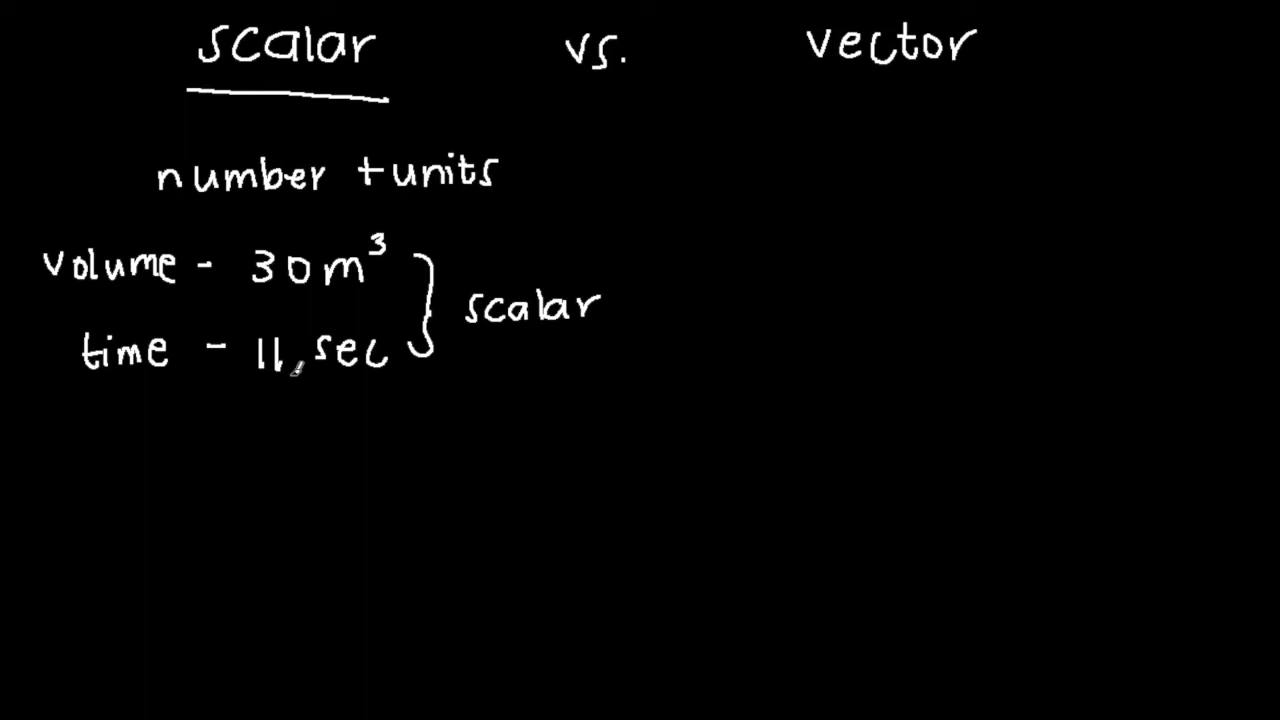 scalar vs. vector
number + units
volume - 30 m³
time - 11 sec
scalar